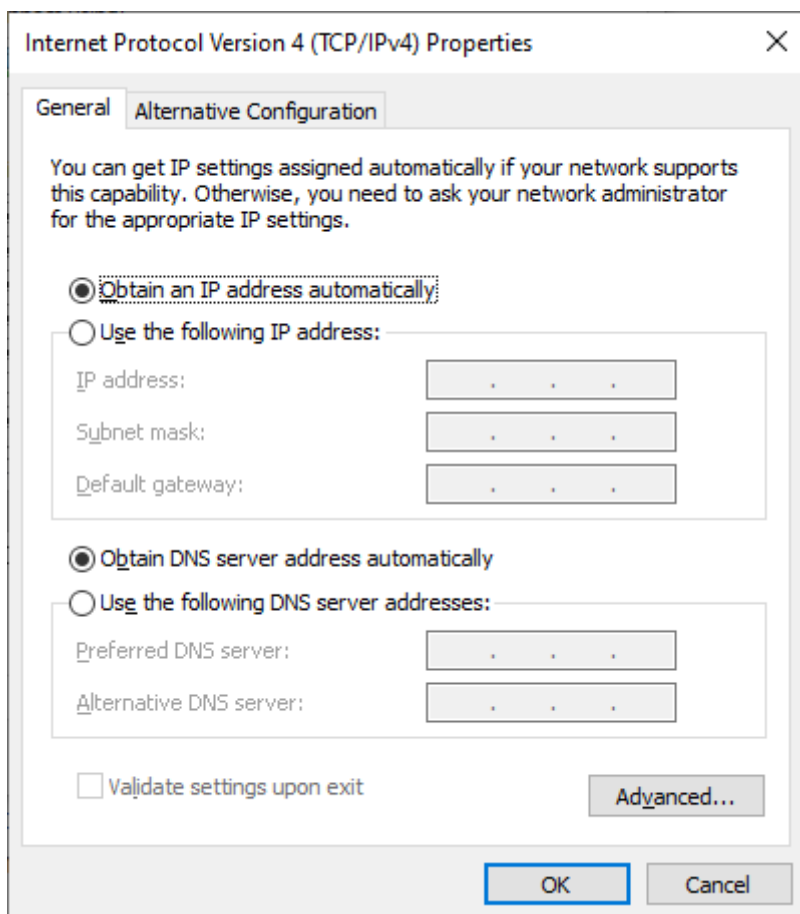 Internet Protocol Version 4 (TCP/IPv4) Properties
General
Alternative Configuration
You can get IP settings assigned automatically if your network supports
this capability. Otherwise, you need to ask your network administrator
for the appropriate IP settings.
Obtain an IP address automatically
Use the following IP address:
IP address:
Subnet mask:
Default gateway:
Obtain DNS server address automatically
Use the following DNS server addresses:
Preferred DNS server:
Alternative DNS server:
Validate settings upon exit
Advanced...
OK
Cancel